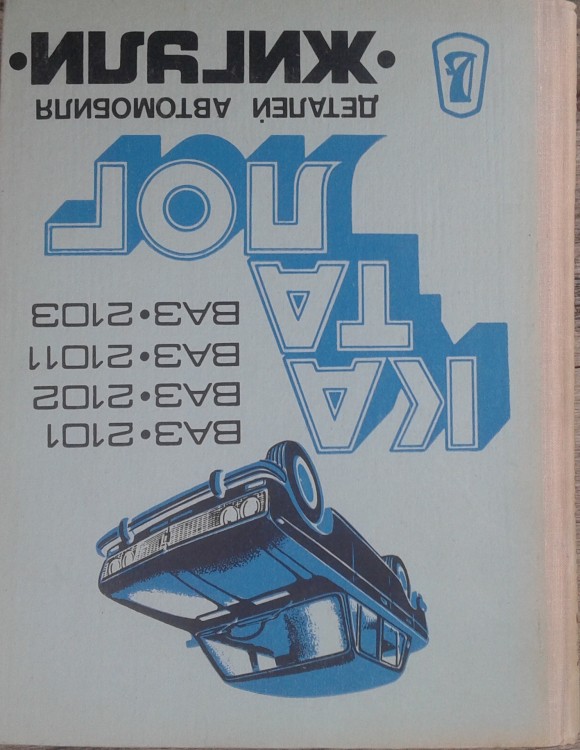 ВАЗ•2101
ВАЗ•2102
ВАЗ•21011
ВАЗ•2103
КА
ТА
ЛОГ
ДЕТАЛЕЙ АВТОМОБИЛЯ
•ЖИГУЛИ•